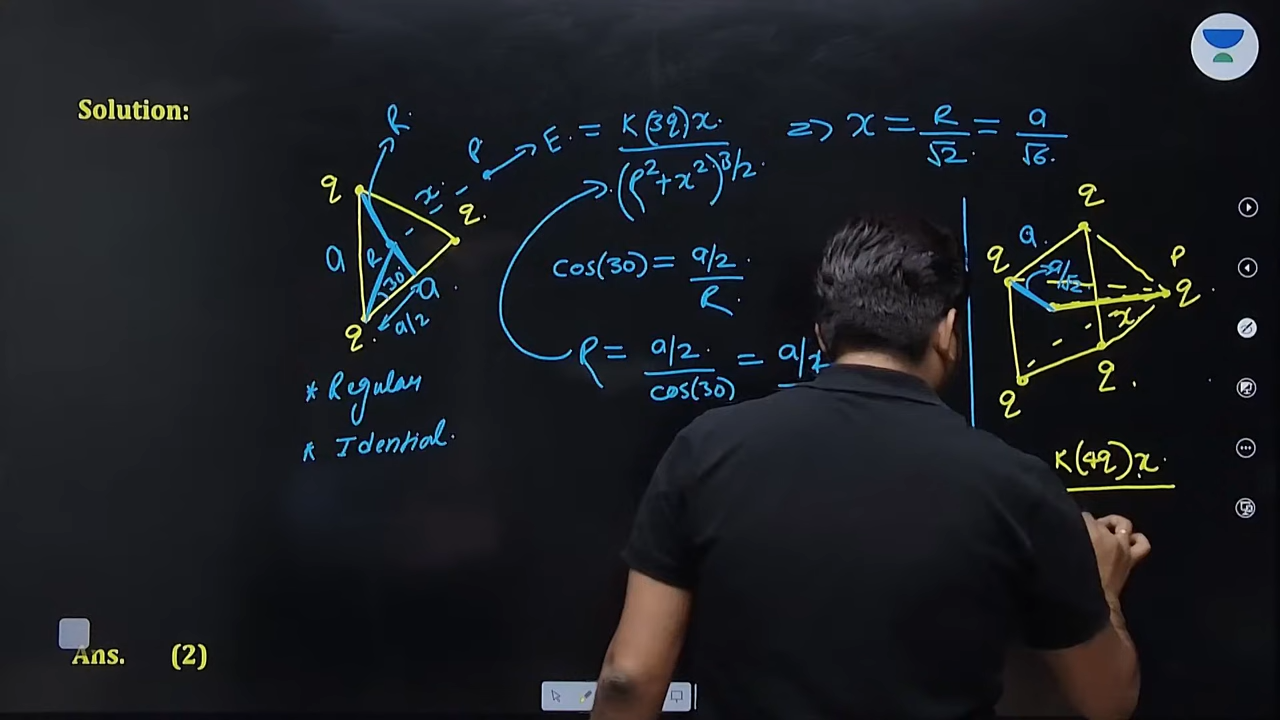 Solution:
R.
P
E. = K(3q)x. / (R²+x²)^3/2.
=> x = R/√2. = a/√6.
q
x.
q.
a
R
30
a.
a/2
q.
cos(30) = a/2. / R.
R = a/2. / cos(30) = a/2
* Regular
* Idential.
q
a.
q
a/√2
P
q.
x
q.
q
K(4q)x.
Ans. (2)